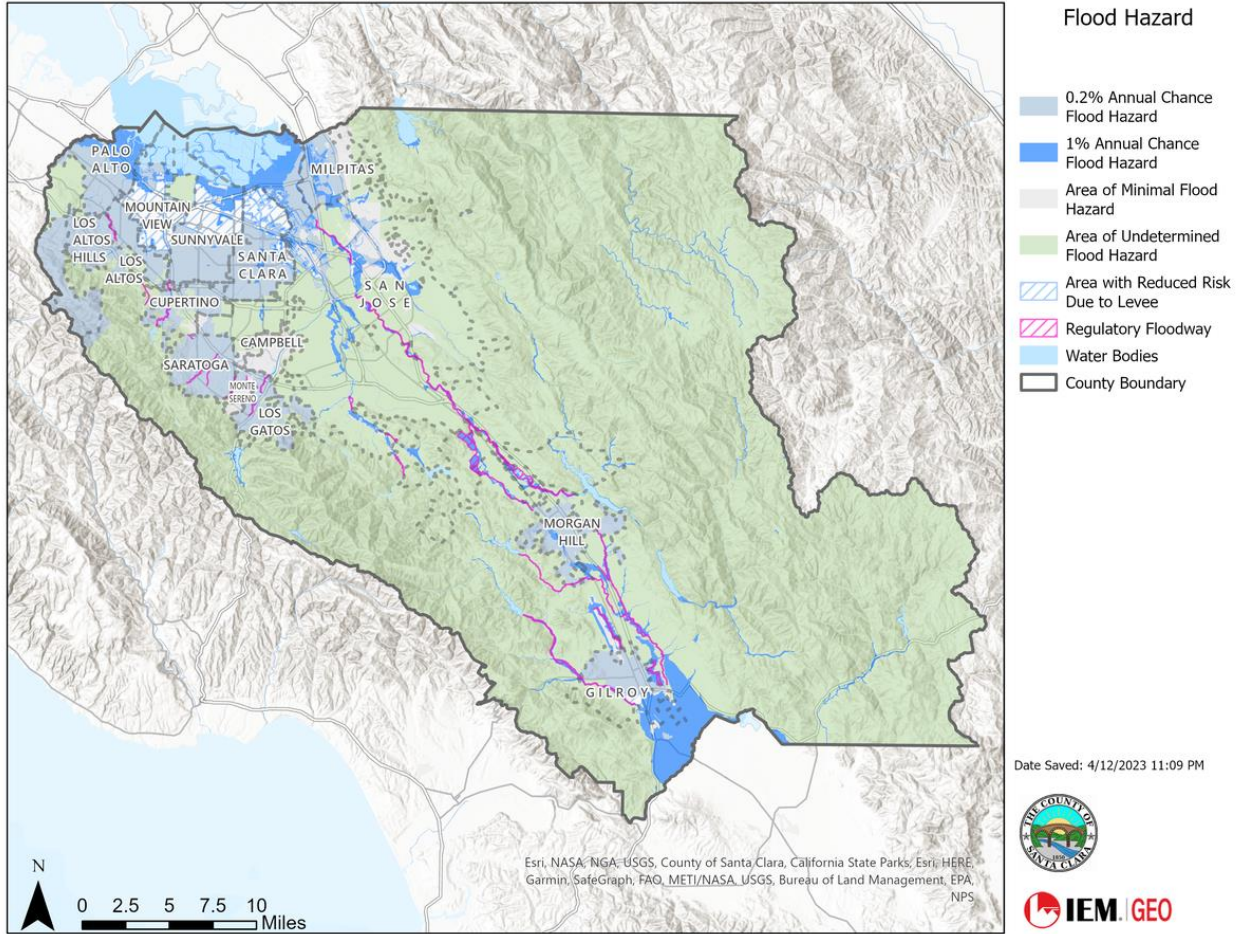 Flood Hazard
0.2% Annual Chance
Flood Hazard
1% Annual Chance
Flood Hazard
Area of Minimal Flood
Hazard
Area of Undetermined
Flood Hazard
Area with Reduced Risk
Due to Levee
Regulatory Floodway
Water Bodies
County Boundary
PALO
ALTO
MILPITAS
MOUNTAIN
VIEW
LOS
ALTOS
HILLS
SUNNYVALE
SANTA
CLARA
LOS
ALTOS
SAN
JOSE
CUPERTINO
CAMPBELL
SARATOGA
MONTE
SERENO
LOS
GATOS
MORGAN
HILL
GILROY
Date Saved: 4/12/2023 11:09 PM
THE COUNTY OF
SANTA CLARA
1850
IEM GEO
Esri, NASA, NGA, USGS, County of Santa Clara, California State Parks, Esri, HERE,
Garmin, SafeGraph, FAO, METI/NASA, USGS, Bureau of Land Management, EPA,
NPS
N
0 2.5 5 7.5 10
Miles